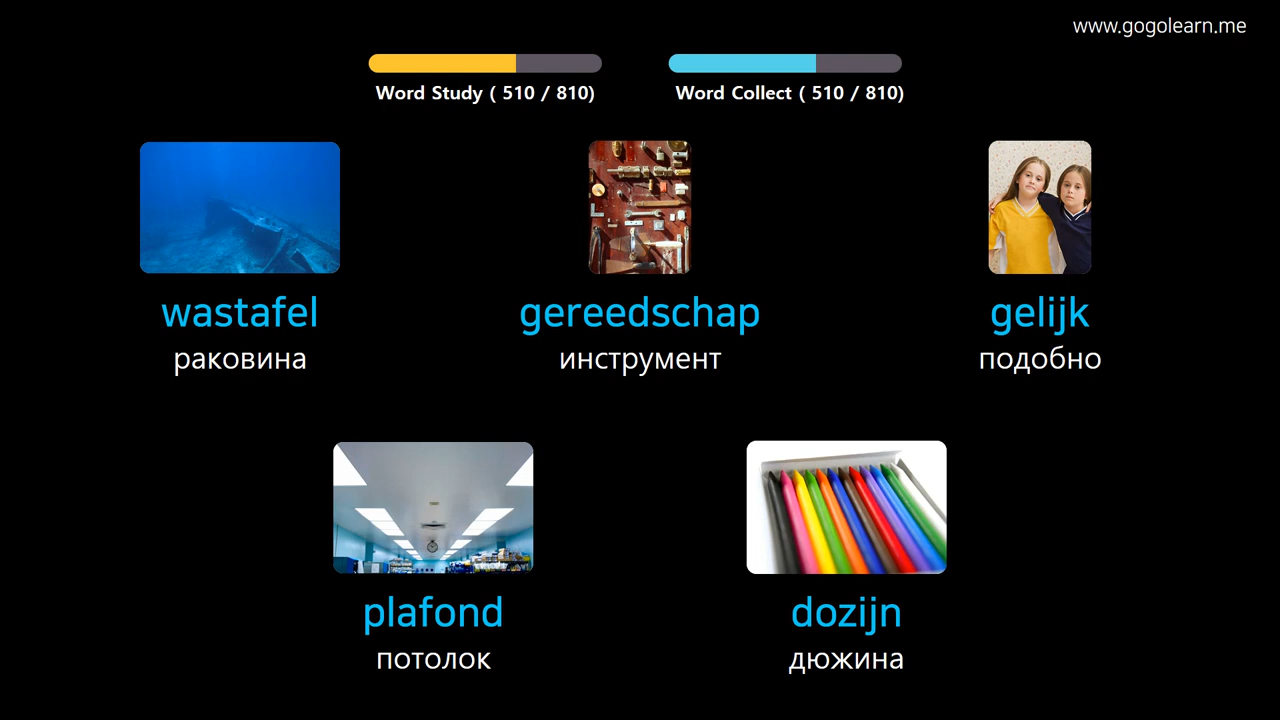 www.gogolearn.me
Word Study ( 510 / 810)
Word Collect ( 510 / 810)
wastafel
раковина
gereedschap
инструмент
gelijk
подобно
plafond
потолок
dozijn
дюжина